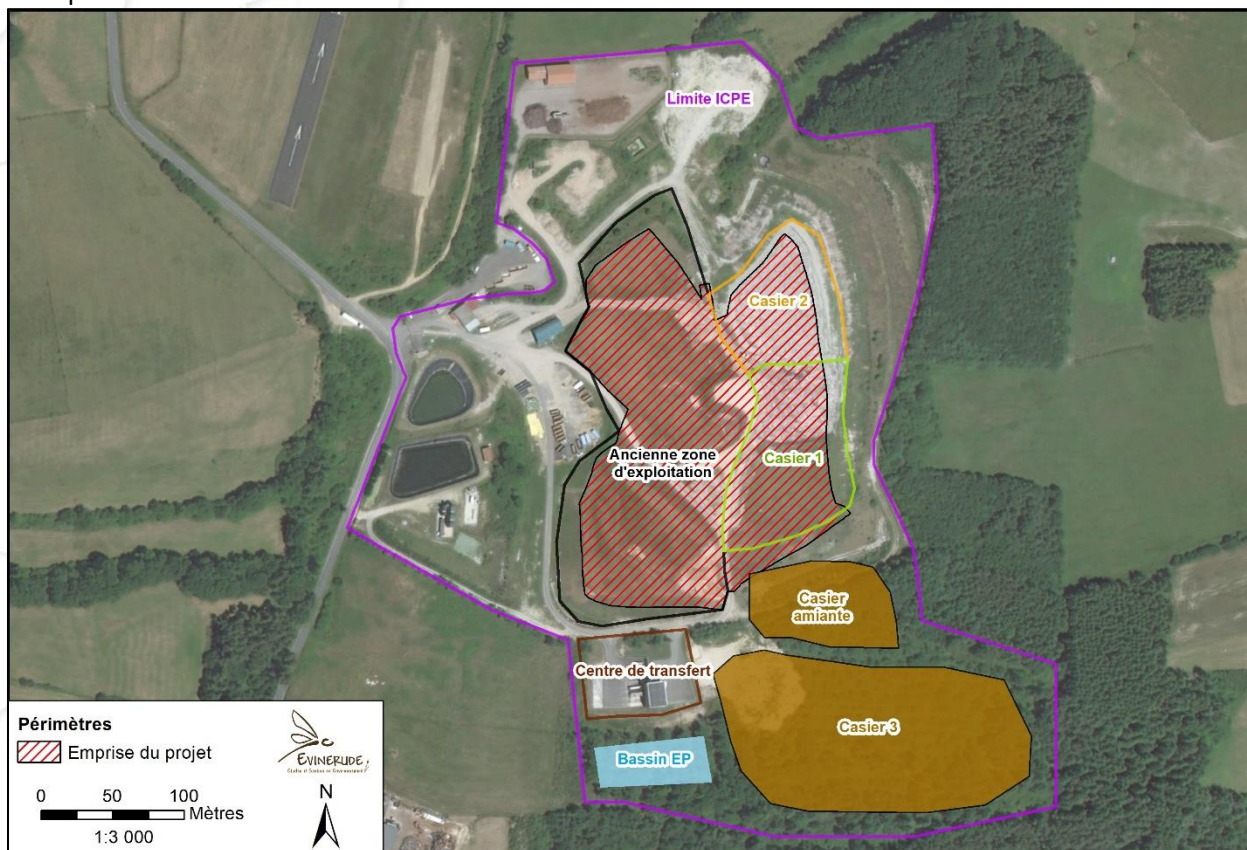 Limite ICPE
Casier 2
Ancienne zone
d'exploitation
Casier 1
Casier
amiante
Centre de transfert
Casier 3
Bassin EP
Périmètres
Emprise du projet
EVINERUDE
0 50 100
Mètres
1:3 000
N